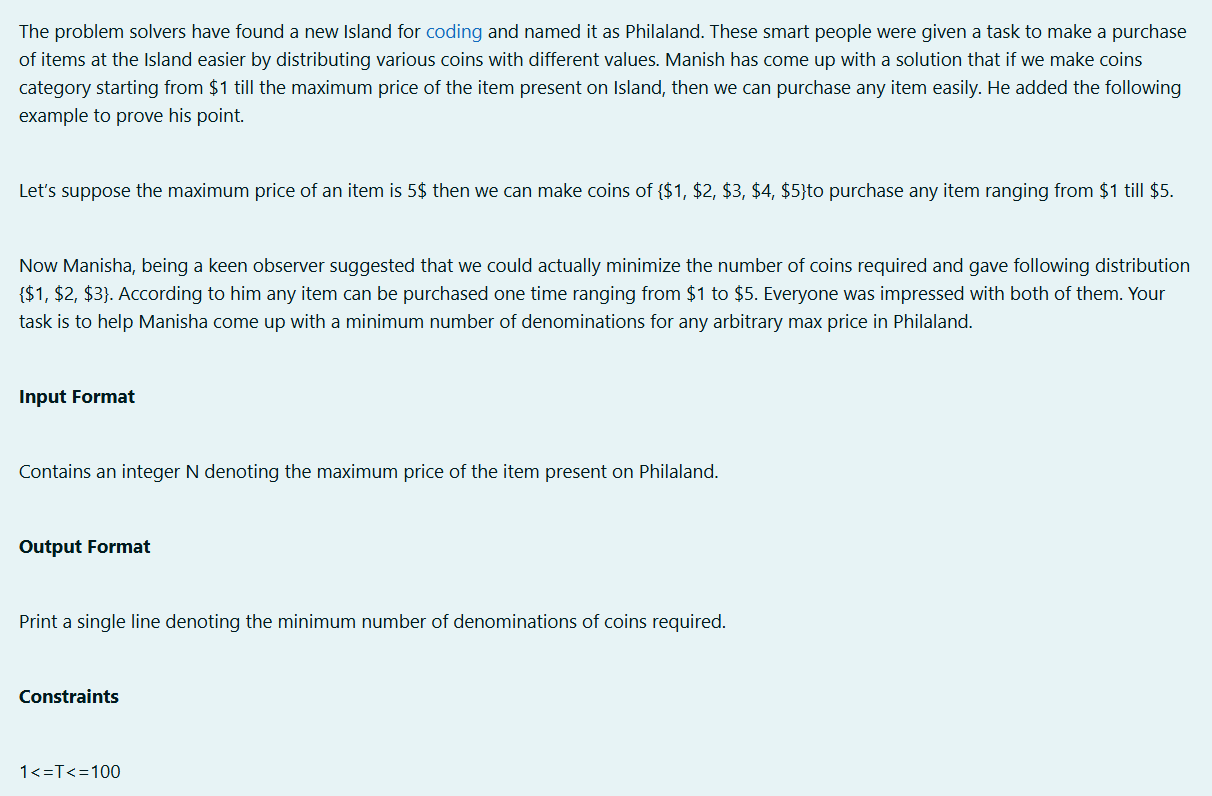 The problem solvers have found a new Island for coding and named it as Philaland. These smart people were given a task to make a purchase
of items at the Island easier by distributing various coins with different values. Manish has come up with a solution that if we make coins
category starting from $1 till the maximum price of the item present on Island, then we can purchase any item easily. He added the following
example to prove his point.
Let's suppose the maximum price of an item is 5$ then we can make coins of {$1, $2, $3, $4, $5}to purchase any item ranging from $1 till $5.
Now Manisha, being a keen observer suggested that we could actually minimize the number of coins required and gave following distribution
{$1, $2, $3}. According to him any item can be purchased one time ranging from $1 to $5. Everyone was impressed with both of them. Your
task is to help Manisha come up with a minimum number of denominations for any arbitrary max price in Philaland.
Input Format
Contains an integer N denoting the maximum price of the item present on Philaland.
Output Format
Print a single line denoting the minimum number of denominations of coins required.
Constraints
1<=T<=100